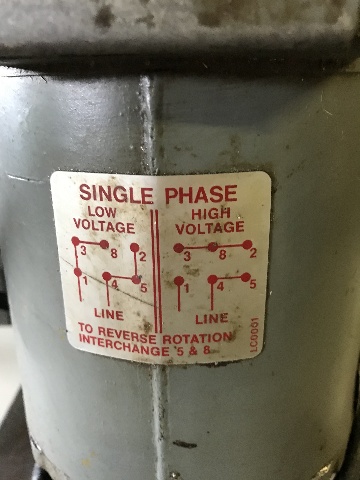 SINGLE PHASE
LOW VOLTAGE
3 8 2
1 4 5
LINE
HIGH VOLTAGE
3 8 2
1 4 5
LINE
TO REVERSE ROTATION
INTERCHANGE 5 & 8
LC0001